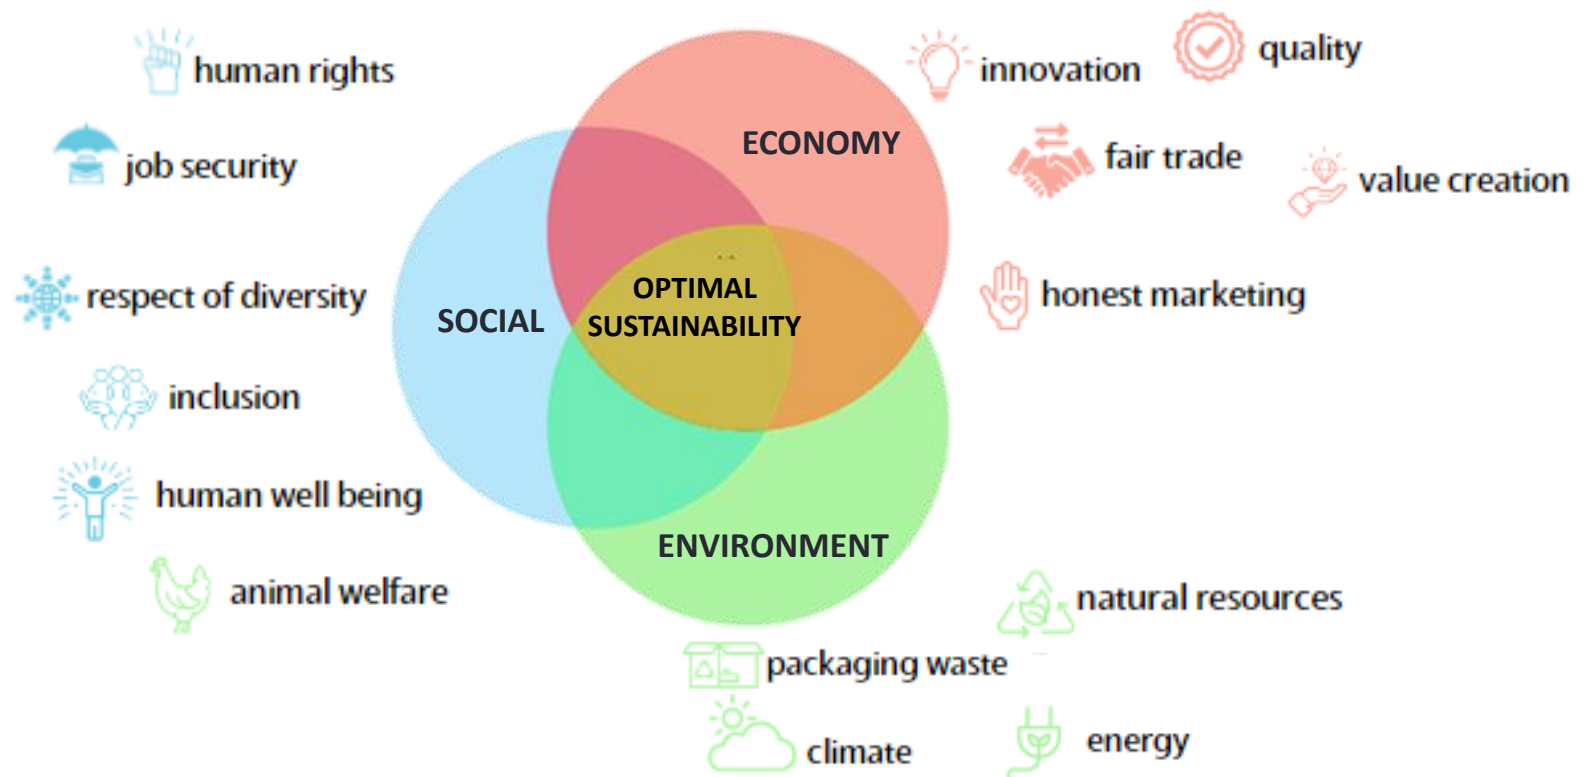 human rights
innovation
quality
job security
ECONOMY
fair trade
value creation
respect of diversity
SOCIAL
OPTIMAL
SUSTAINABILITY
honest marketing
inclusion
human well being
ENVIRONMENT
animal welfare
natural resources
packaging waste
climate
energy